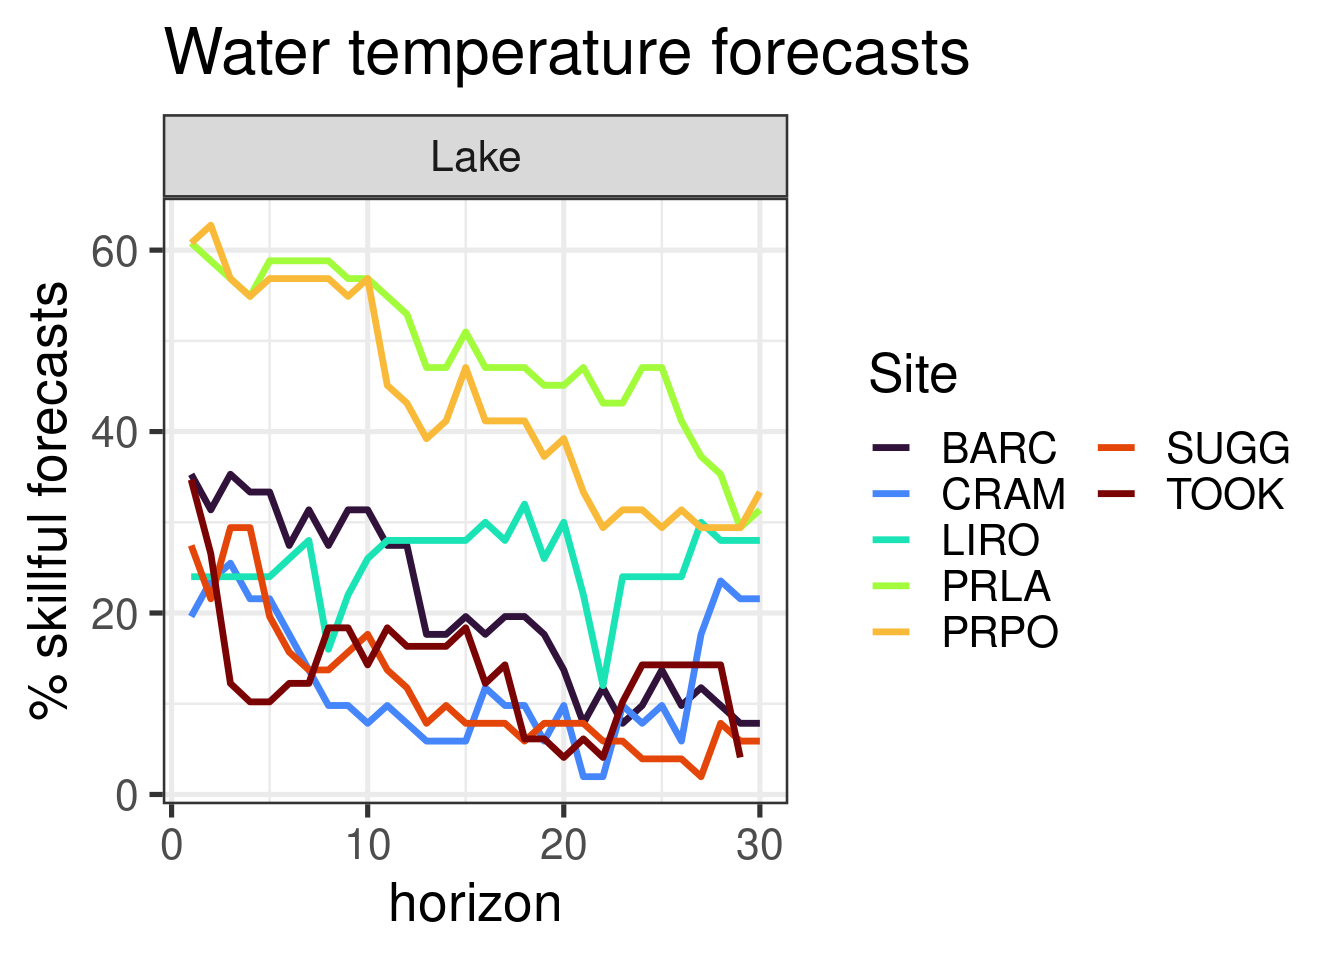 Water temperature forecasts
Lake
% skillful forecasts
60
40
20
0
0 10 20 30
horizon
Site
BARC SUGG
CRAM TOOK
LIRO
PRLA
PRPO